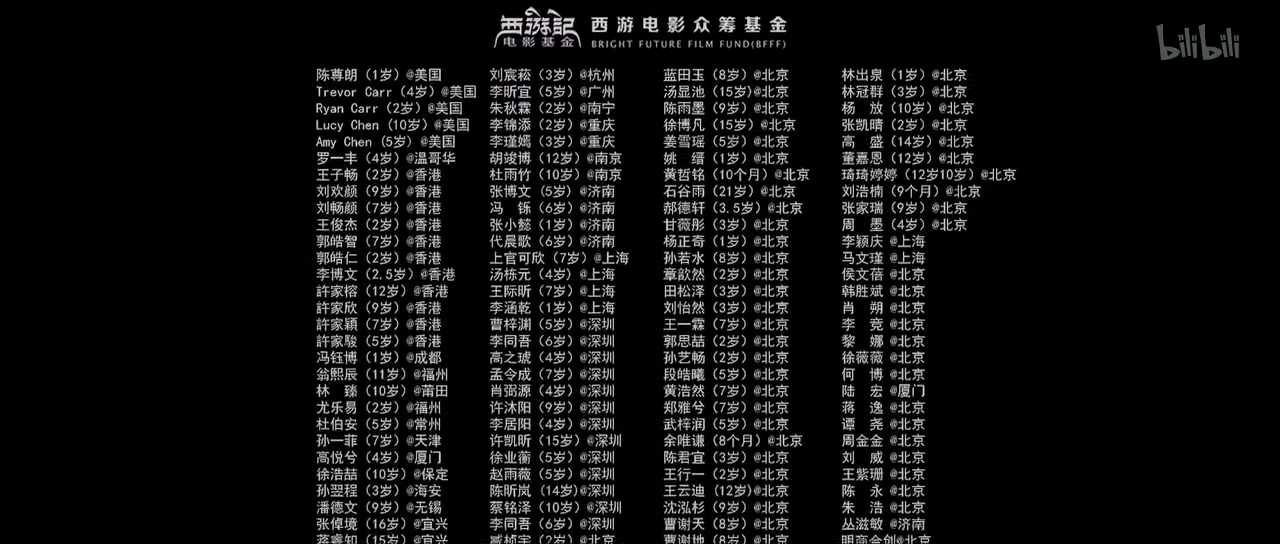 西游記
电影基金
西游电影众筹基金
BRIGHT FUTURE FILM FUND(BFFF)
bilibili
陈尊朗（1岁）@美国 刘宸菘（3岁）@杭州 蓝田玉（8岁）@北京 林出泉（1岁）@北京
Trevor Carr（4岁）@美国 李昕宜（5岁）@广州 汤显池（15岁)@北京 林冠群（3岁）@北京
Ryan Carr（2岁）@美国 朱秋霖（2岁）@南宁 陈雨墨（9岁）@北京 杨　放（10岁）@北京
Lucy Chen（10岁）@美国 李锦添（2岁）@重庆 徐博凡（15岁）@北京 张凯晴（2岁）@北京
Amy Chen（5岁）@美国 李瑾嫣（3岁）@重庆 姜雪瑶（5岁）@北京 高　盛（14岁）@北京
罗一丰（4岁）@温哥华 胡竣博（12岁）@南京 姚　缙（1岁）@北京 董嘉恩（12岁）@北京
王子畅（2岁）@香港 杜雨竹（10岁）@南京 黄哲铭（10个月）@北京 琦琦婷婷（12岁10岁）@北京
刘欢颜（9岁）@香港 张博文（5岁）@济南 石谷雨（21岁）@北京 刘浩楠（9个月）@北京
刘畅颜（7岁）@香港 冯　铄（6岁）@济南 郝德轩（3.5岁）@北京 张家瑞（9岁）@北京
王俊杰（2岁）@香港 张小懿（1岁）@济南 甘薇彤（3岁）@北京 周　墨（4岁）@北京
郭皓智（7岁）@香港 代晨歌（6岁）@济南 杨正奇（1岁）@北京 李颖庆 @上海
郭皓仁（2岁）@香港 上官可欣（7岁）@上海 孙若水（8岁）@北京 马文瑾 @上海
李博文（2.5岁）@香港 汤栋元（4岁）@上海 章歆然（2岁）@北京 侯文蓓 @北京
許家榕（12岁）@香港 王际昕（7岁）@上海 田松泽（3岁）@北京 韩胜斌 @北京
許家欣（9岁）@香港 李涵乾（1岁）@上海 刘怡然（3岁）@北京 肖　朔 @北京
許家穎（7岁）@香港 曹梓渊（5岁）@深圳 王一霖（7岁）@北京 李　竞 @北京
許家駿（5岁）@香港 李同吾（6岁）@深圳 郭思喆（2岁）@北京 黎　娜 @北京
冯钰博（1岁）@成都 高之琥（4岁）@深圳 孙艺畅（2岁）@北京 徐薇薇 @北京
翁熙辰（11岁）@福州 孟令成（7岁）@深圳 段皓曦（5岁）@北京 何　博 @北京
林　臻（10岁）@莆田 肖弼源（4岁）@深圳 黄浩然（7岁）@北京 陆　宏 @厦门
尤乐易（2岁）@福州 许沐阳（9岁）@深圳 郑雅兮（7岁）@北京 蒋　逸 @北京
杜伯安（5岁）@常州 李居阳（4岁）@深圳 武梓润（5岁）@北京 谭　尧 @北京
孙一菲（7岁）@天津 许凯昕（15岁）@深圳 余唯谦（8个月）@北京 周金金 @北京
高悦兮（4岁）@厦门 徐业蘅（5岁）@深圳 陈君宜（3岁）@北京 刘　威 @北京
徐浩喆（10岁）@保定 赵雨薇（5岁）@深圳 王行一（2岁）@北京 王紫珊 @北京
孙翌程（3岁）@海安 陈昕岚（14岁)@深圳 王云迪（12岁)@北京 陈　永 @北京
潘德文（9岁）@无锡 蔡铭泽（10岁）@深圳 沈泓杉（9岁）@北京 朱　浩 @北京
张倬境（16岁）@宜兴 李同吾（6岁）@深圳 曹谢天（8岁）@北京 丛滋敏 @济南
蒋睿知（15岁）@宜兴 臧桢宇（2岁）@北京 曹谢地（8岁）@北京 明商合创@北京